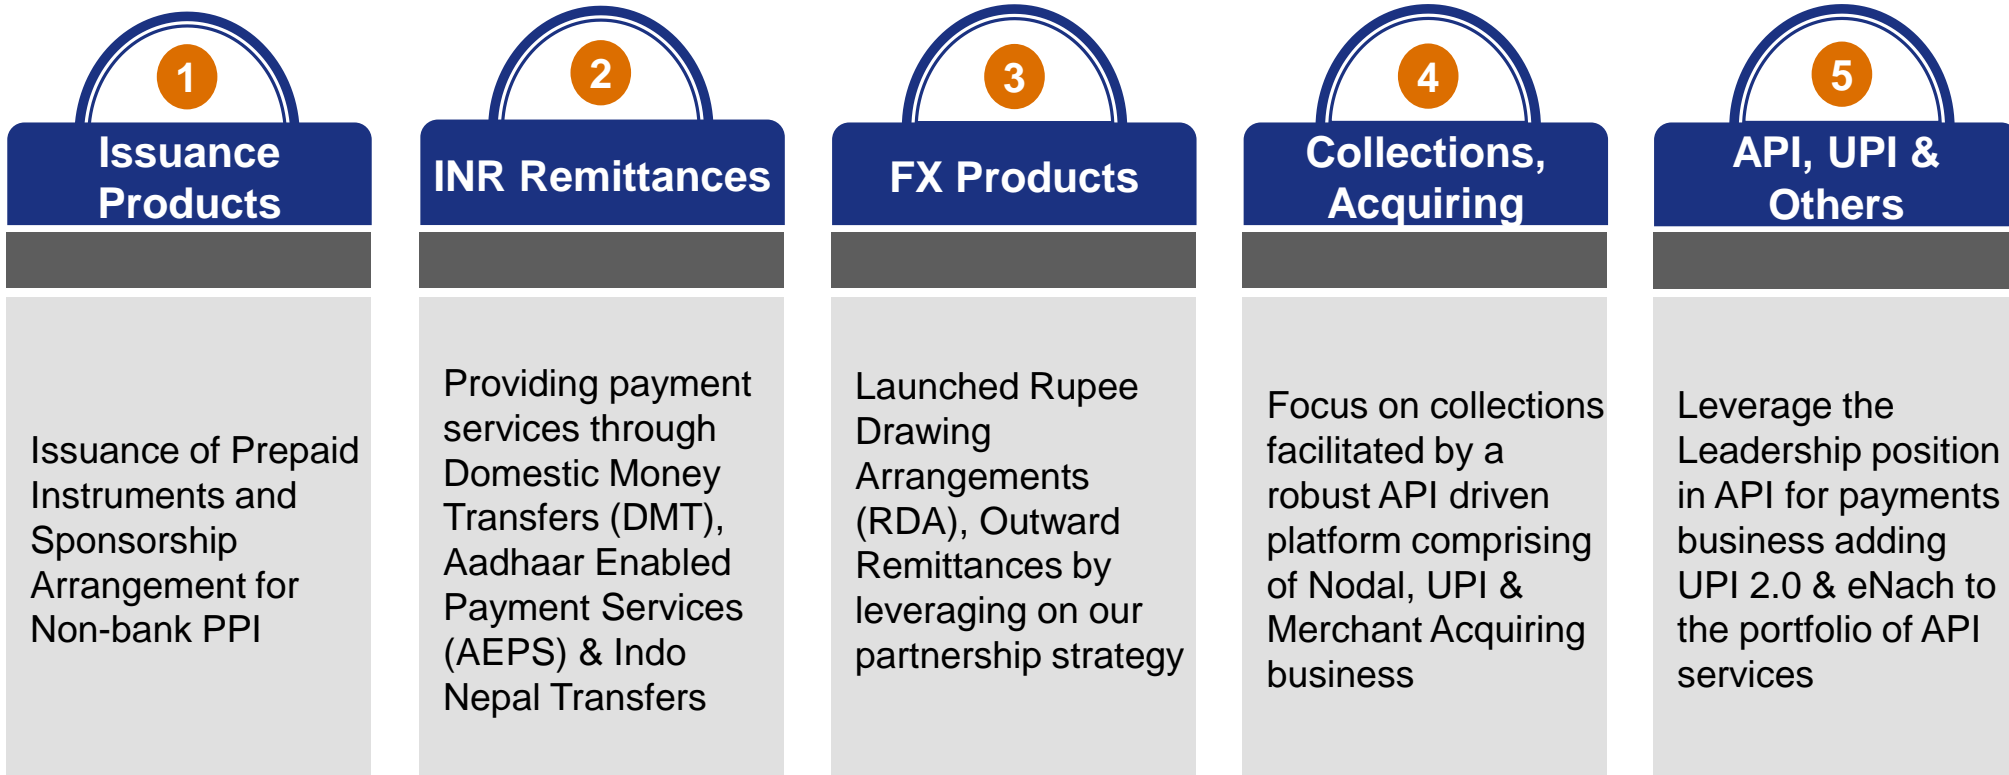 1
Issuance
Products
Issuance of Prepaid
Instruments and
Sponsorship
Arrangement for
Non-bank PPI
2
INR Remittances
Providing payment
services through
Domestic Money
Transfers (DMT),
Aadhaar Enabled
Payment Services
(AEPS) & Indo
Nepal Transfers
3
FX Products
Launched Rupee
Drawing
Arrangements
(RDA), Outward
Remittances by
leveraging on our
partnership strategy
4
Collections,
Acquiring
Focus on collections
facilitated by a
robust API driven
platform comprising
of Nodal, UPI &
Merchant Acquiring
business
5
API, UPI &
Others
Leverage the
Leadership position
in API for payments
business adding
UPI 2.0 & eNach to
the portfolio of API
services